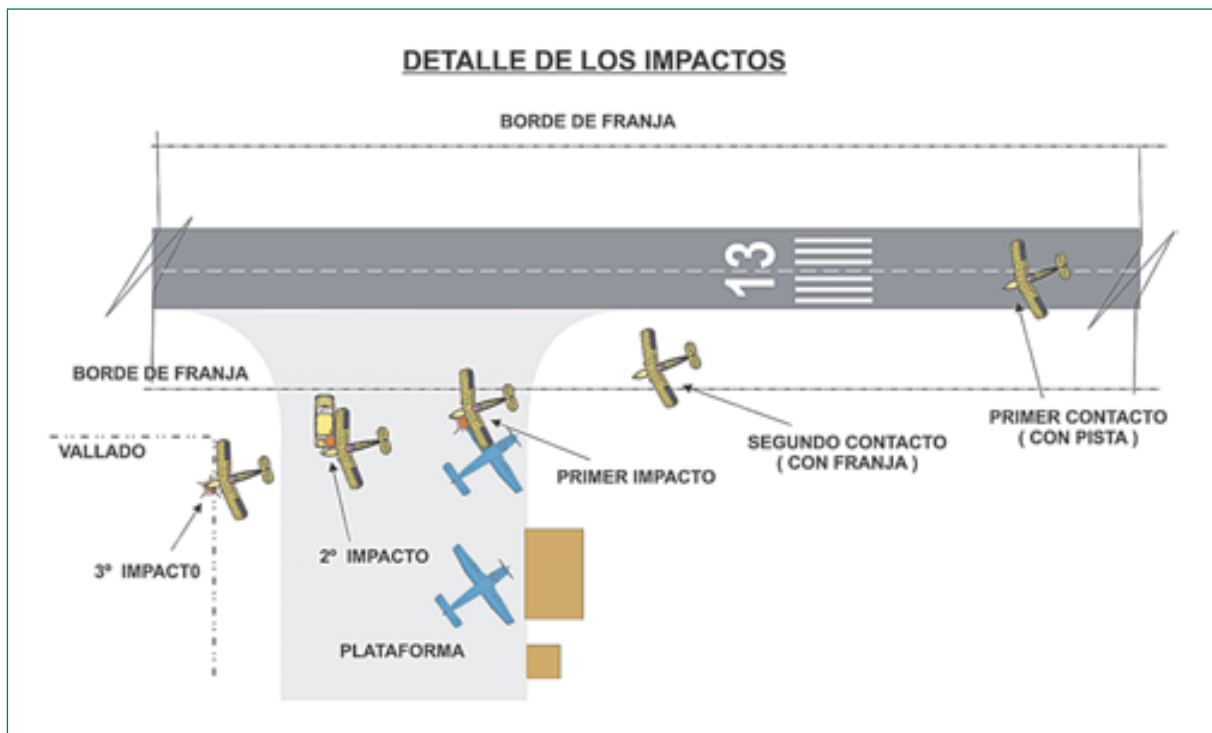 DETALLE DE LOS IMPACTOS
BORDE DE FRANJA
13
BORDE DE FRANJA
PRIMER CONTACTO
( CON PISTA )
VALLADO
SEGUNDO CONTACTO
( CON FRANJA )
PRIMER IMPACTO
2º IMPACTO
3º IMPACT0
PLATAFORMA